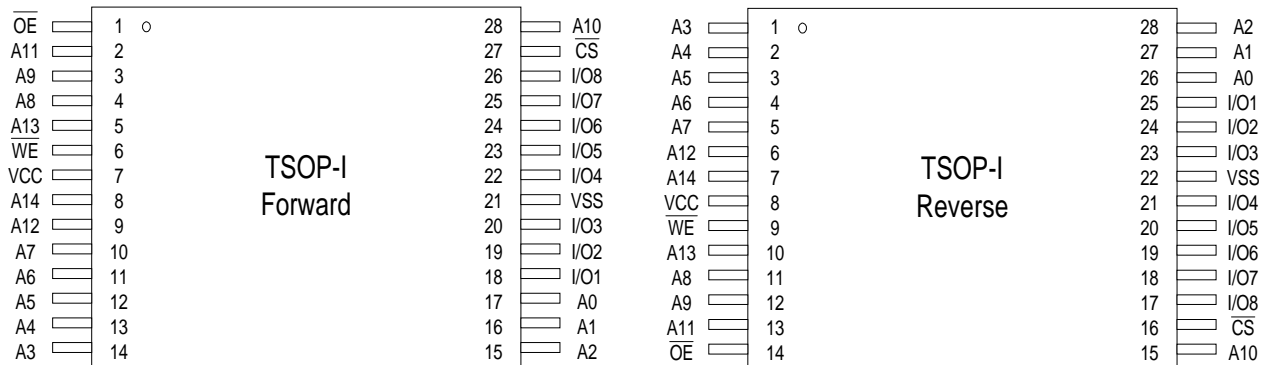 OE 1 28 A10
A11 2 27 CS
A9 3 26 I/O8
A8 4 25 I/O7
A13 5 24 I/O6
WE 6 23 I/O5
VCC 7 TSOP-I 22 I/O4
A14 8 Forward 21 VSS
A12 9 20 I/O3
A7 10 19 I/O2
A6 11 18 I/O1
A5 12 17 A0
A4 13 16 A1
A3 14 15 A2
A3 1 28 A2
A4 2 27 A1
A5 3 26 A0
A6 4 25 I/O1
A7 5 24 I/O2
A12 6 23 I/O3
A14 7 TSOP-I 22 VSS
VCC 8 Reverse 21 I/O4
WE 9 20 I/O5
A13 10 19 I/O6
A8 11 18 I/O7
A9 12 17 I/O8
A11 13 16 CS
OE 14 15 A10